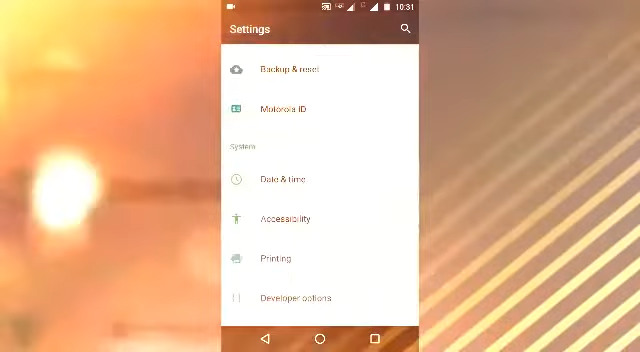 10:31
Settings
Backup & reset
Motorola ID
System
Date & time
Accessibility
Printing
Developer options